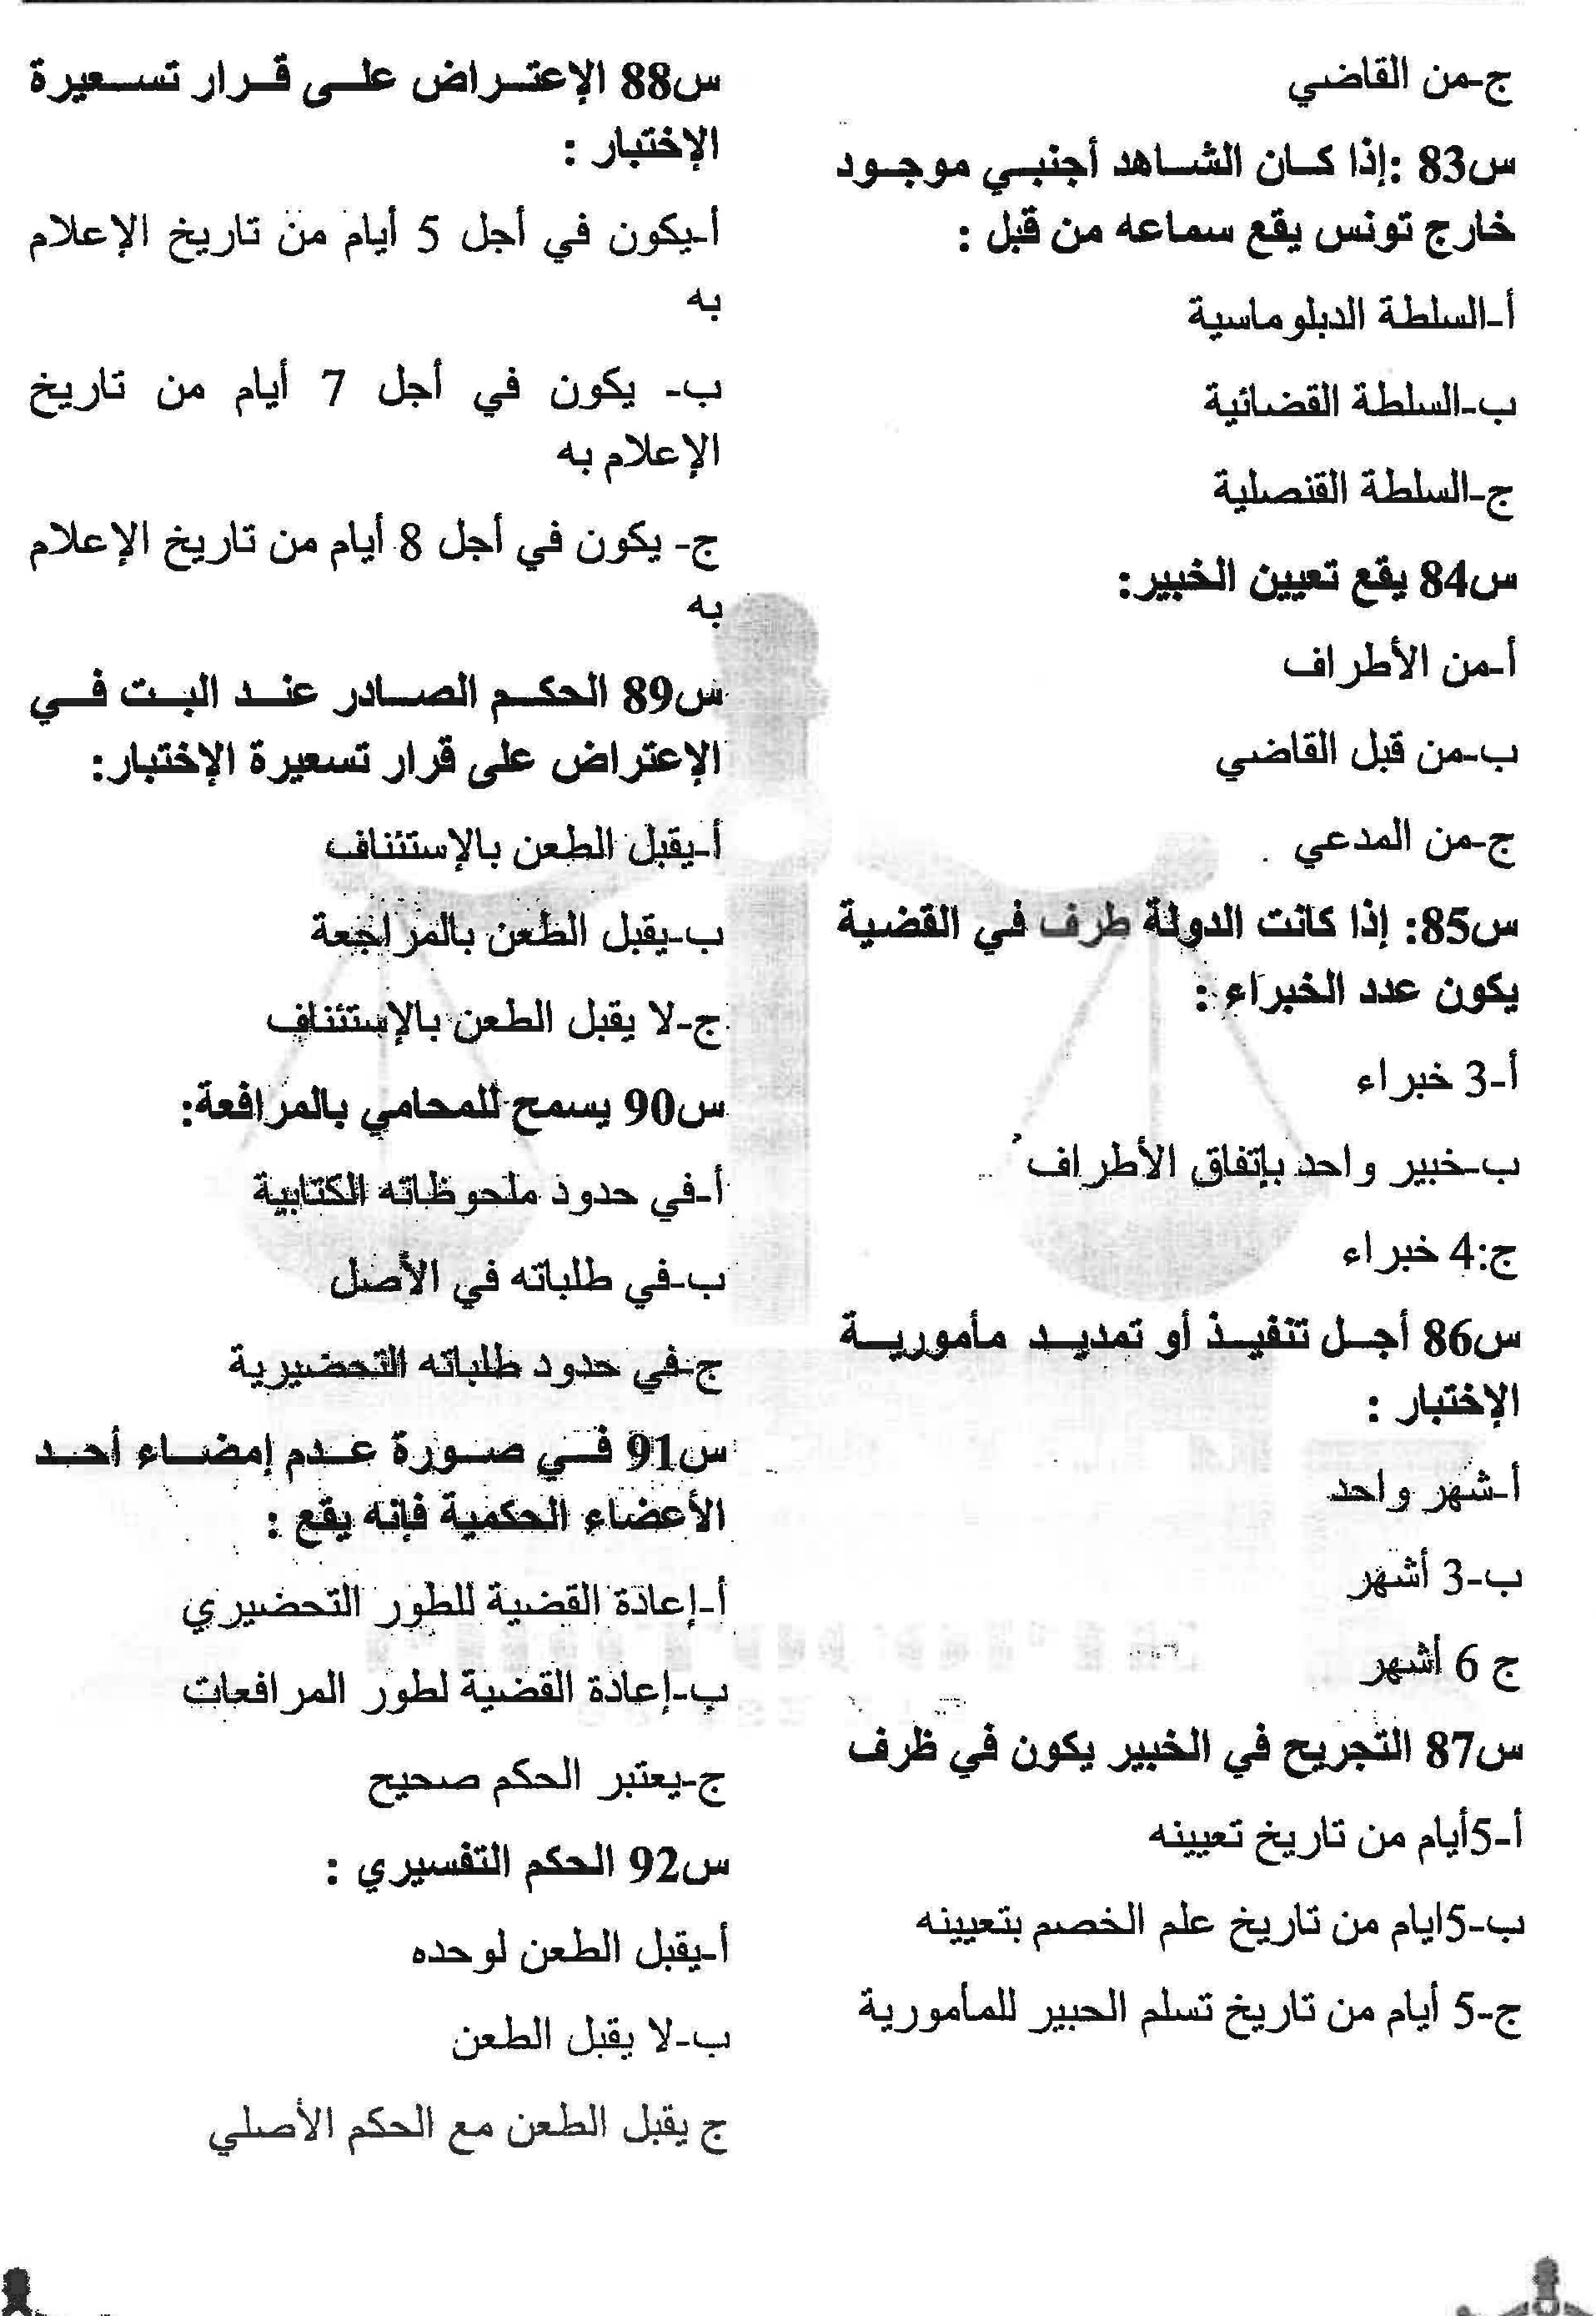 ج-من القاضي
س83 :إذا كان الشاهد أجنبي موجود
خارج تونس يقع سماعه من قبل :
أ-السلطة الدبلوماسية
ب-السلطة القضائية
ج-السلطة القنصلية
س84 يقع تعيين الخبير:
أ-من الأطراف
ب-من قبل القاضي
ج-من المدعي
س85: إذا كانت الدولة طرف في القضية
يكون عدد الخبراء :
أ-3 خبراء
ب-خبير واحد بإتفاق الأطراف
ج:4 خبراء
س86 أجل تنفيذ أو تمديد مأمورية
الإختبار :
أ-شهر واحد
ب-3 أشهر
ج 6 أشهر
س87 التجريح في الخبير يكون في ظرف
أ-5أيام من تاريخ تعيينه
ب-5ايام من تاريخ علم الخصم بتعيينه
ج-5 أيام من تاريخ تسلم الحبير للمأمورية
س88 الإعتراض على قرار تسعيرة
الإختبار :
أ-يكون في أجل 5 أيام من تاريخ الإعلام
به
ب- يكون في أجل 7 أيام من تاريخ
الإعلام به
ج- يكون في أجل 8 أيام من تاريخ الإعلام
به
س89 الحكم الصادر عند البت في
الإعتراض على قرار تسعيرة الإختبار:
أ-يقبل الطعن بالإستئناف
ب-يقبل الطعن بالمراجعة
ج-لا يقبل الطعن بالإستئناف
س90 يسمح للمحامي بالمرافعة:
أ-في حدود ملحوظاته الكتابية
ب-في طلباته في الأصل
ج-في حدود طلباته التحضيرية
س91 في صورة عدم إمضاء أحد
الأعضاء الحكمية فإنه يقع :
أ-إعادة القضية للطور التحضيري
ب-إعادة القضية لطور المرافعات
ج-يعتبر الحكم صحيح
س92 الحكم التفسيري :
أ-يقبل الطعن لوحده
ب-لا يقبل الطعن
ج يقبل الطعن مع الحكم الأصلي